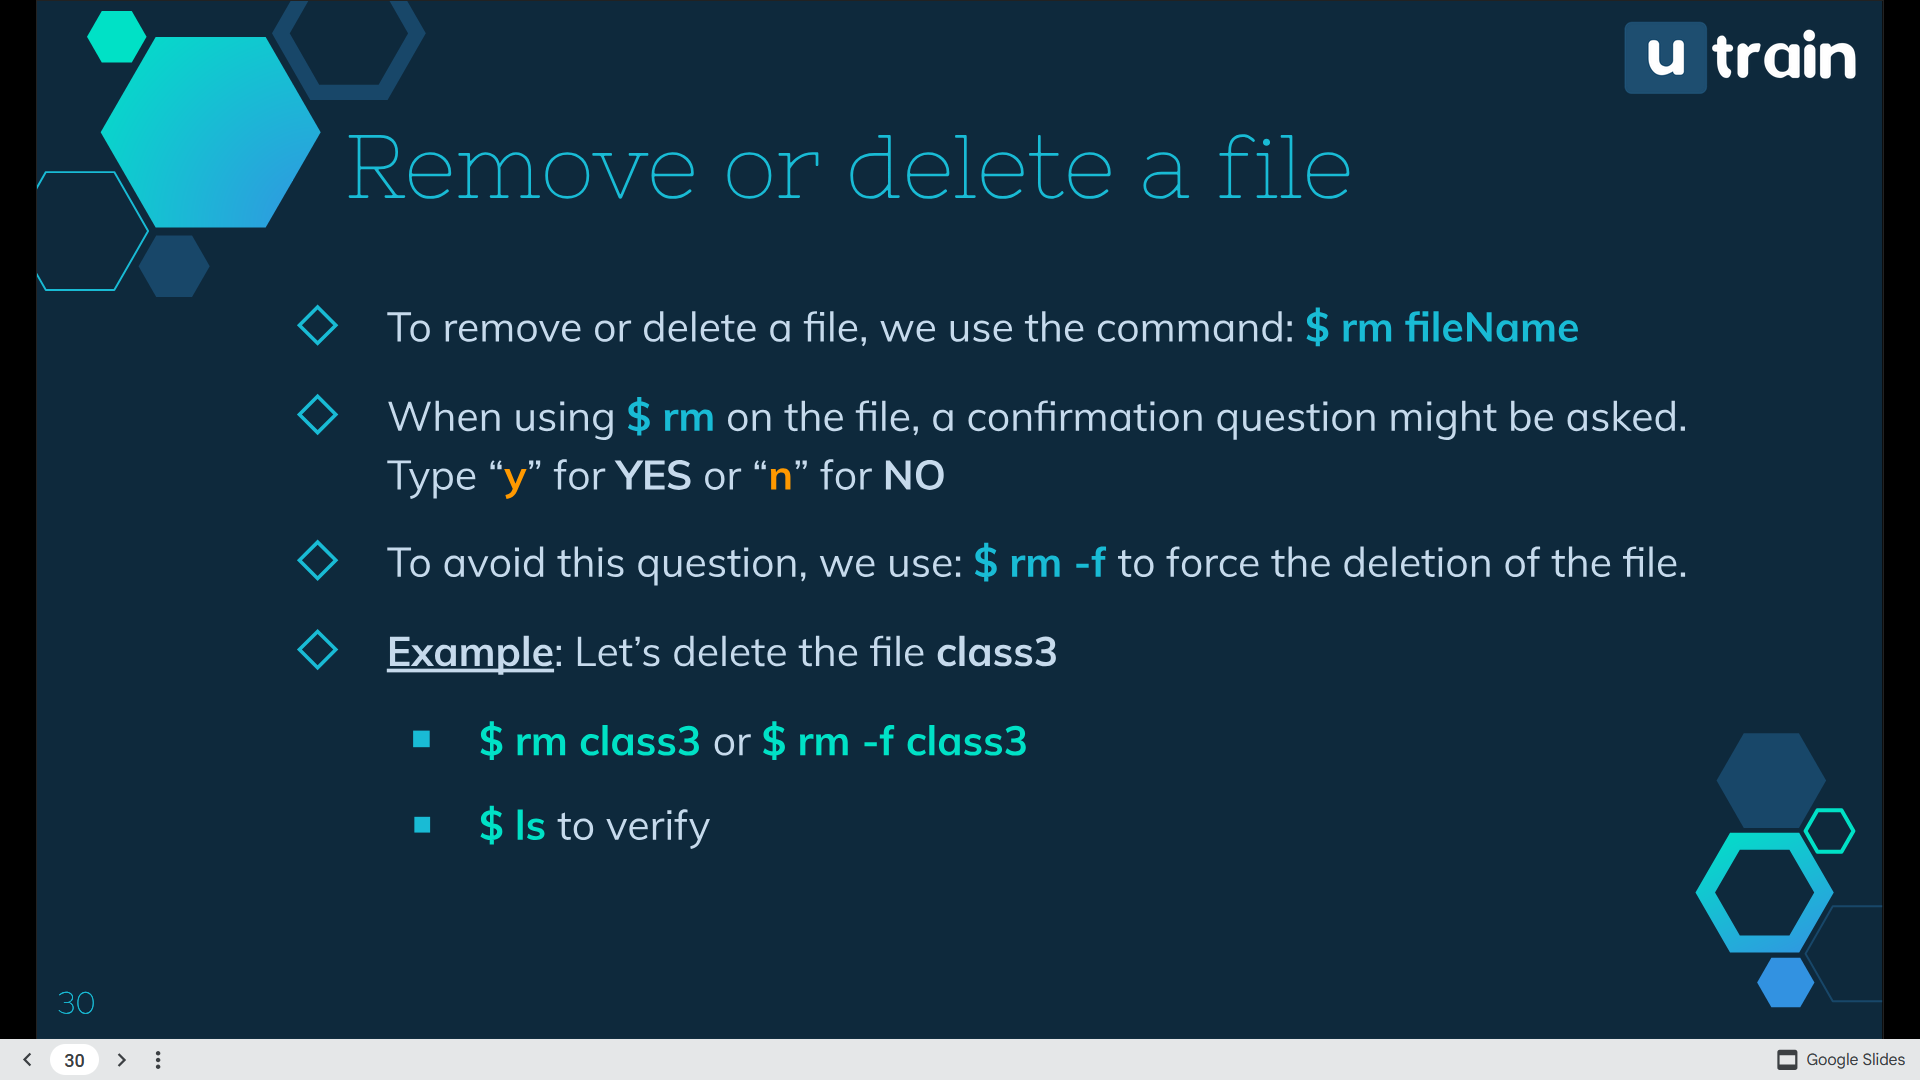 u train
Remove or delete a file
To remove or delete a file, we use the command: $ rm fileName
When using $ rm on the file, a confirmation question might be asked.
Type “y” for YES or “n” for NO
To avoid this question, we use: $ rm -f to force the deletion of the file.
Example: Let’s delete the file class3
$ rm class3 or $ rm -f class3
$ ls to verify
30
30
Google Slides